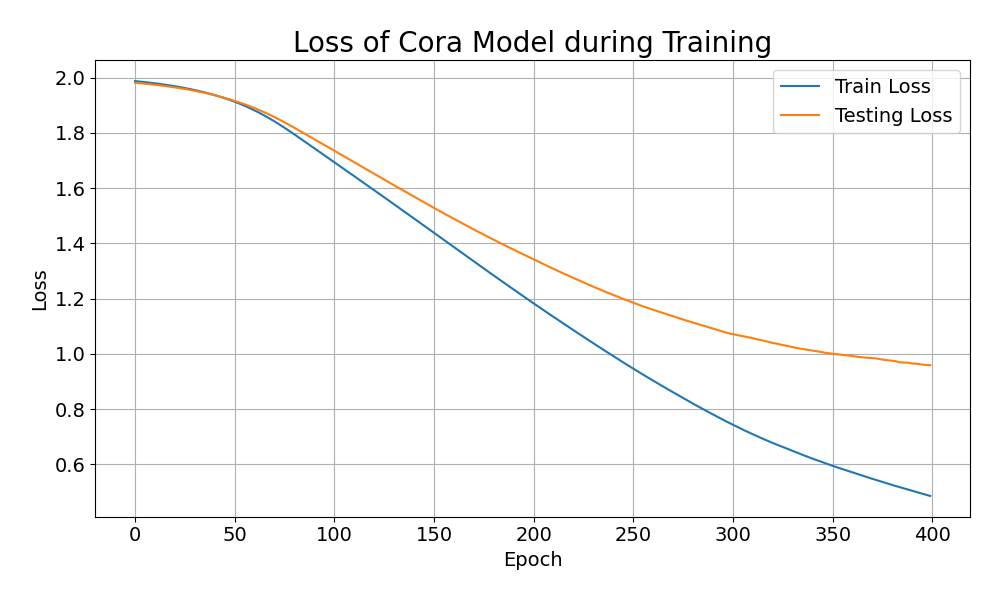 Loss of Cora Model during Training
Train Loss
Testing Loss
Loss
2.0
1.8
1.6
1.4
1.2
1.0
0.8
0.6
0 50 100 150 200 250 300 350 400
Epoch